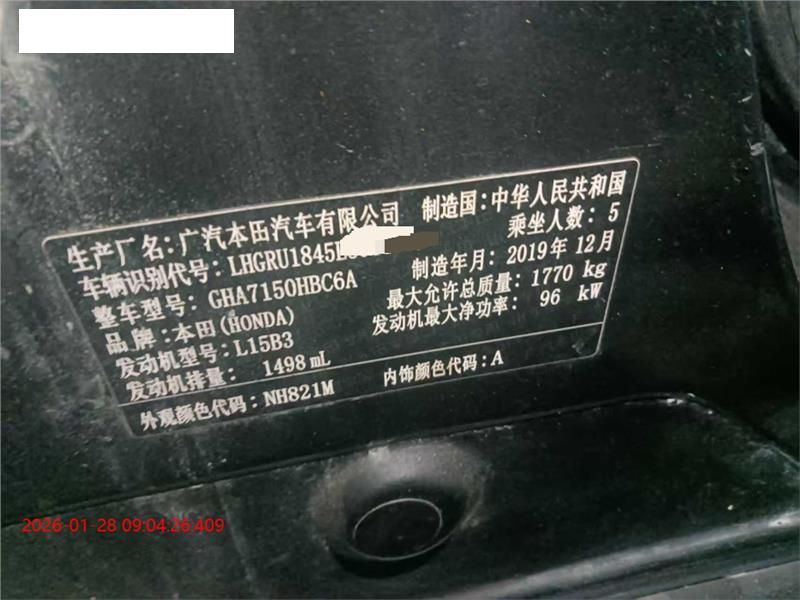 生产厂名：广汽本田汽车有限公司 制造国：中华人民共和国
车辆识别代号：LHGRU1845 乘坐人数：5
整车型号：GHA7150HBC6A 制造年月：2019年12月
品牌：本田(HONDA) 最大允许总质量：1770 kg
发动机型号：L15B3 发动机最大净功率：96 kW
发动机排量：1498 mL
外观颜色代码：NH821M 内饰颜色代码：A
2026-01-28 09:04:26:409